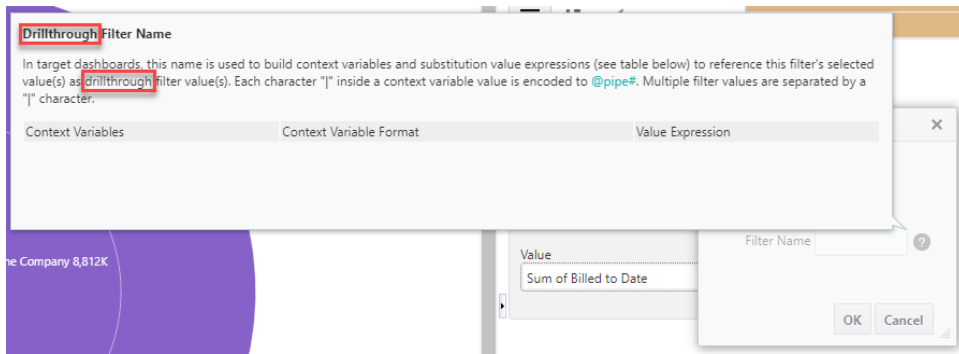 Drillthrough Filter Name
In target dashboards, this name is used to build context variables and substitution value expressions (see table below) to reference this filter's selected
value(s) as drillthrough filter value(s). Each character "|" inside a context variable value is encoded to @pipe#. Multiple filter values are separated by a
"|" character.
Context Variables Context Variable Format Value Expression
Filter Name
Company 8,812K
Value
Sum of Billed to Date
OK Cancel